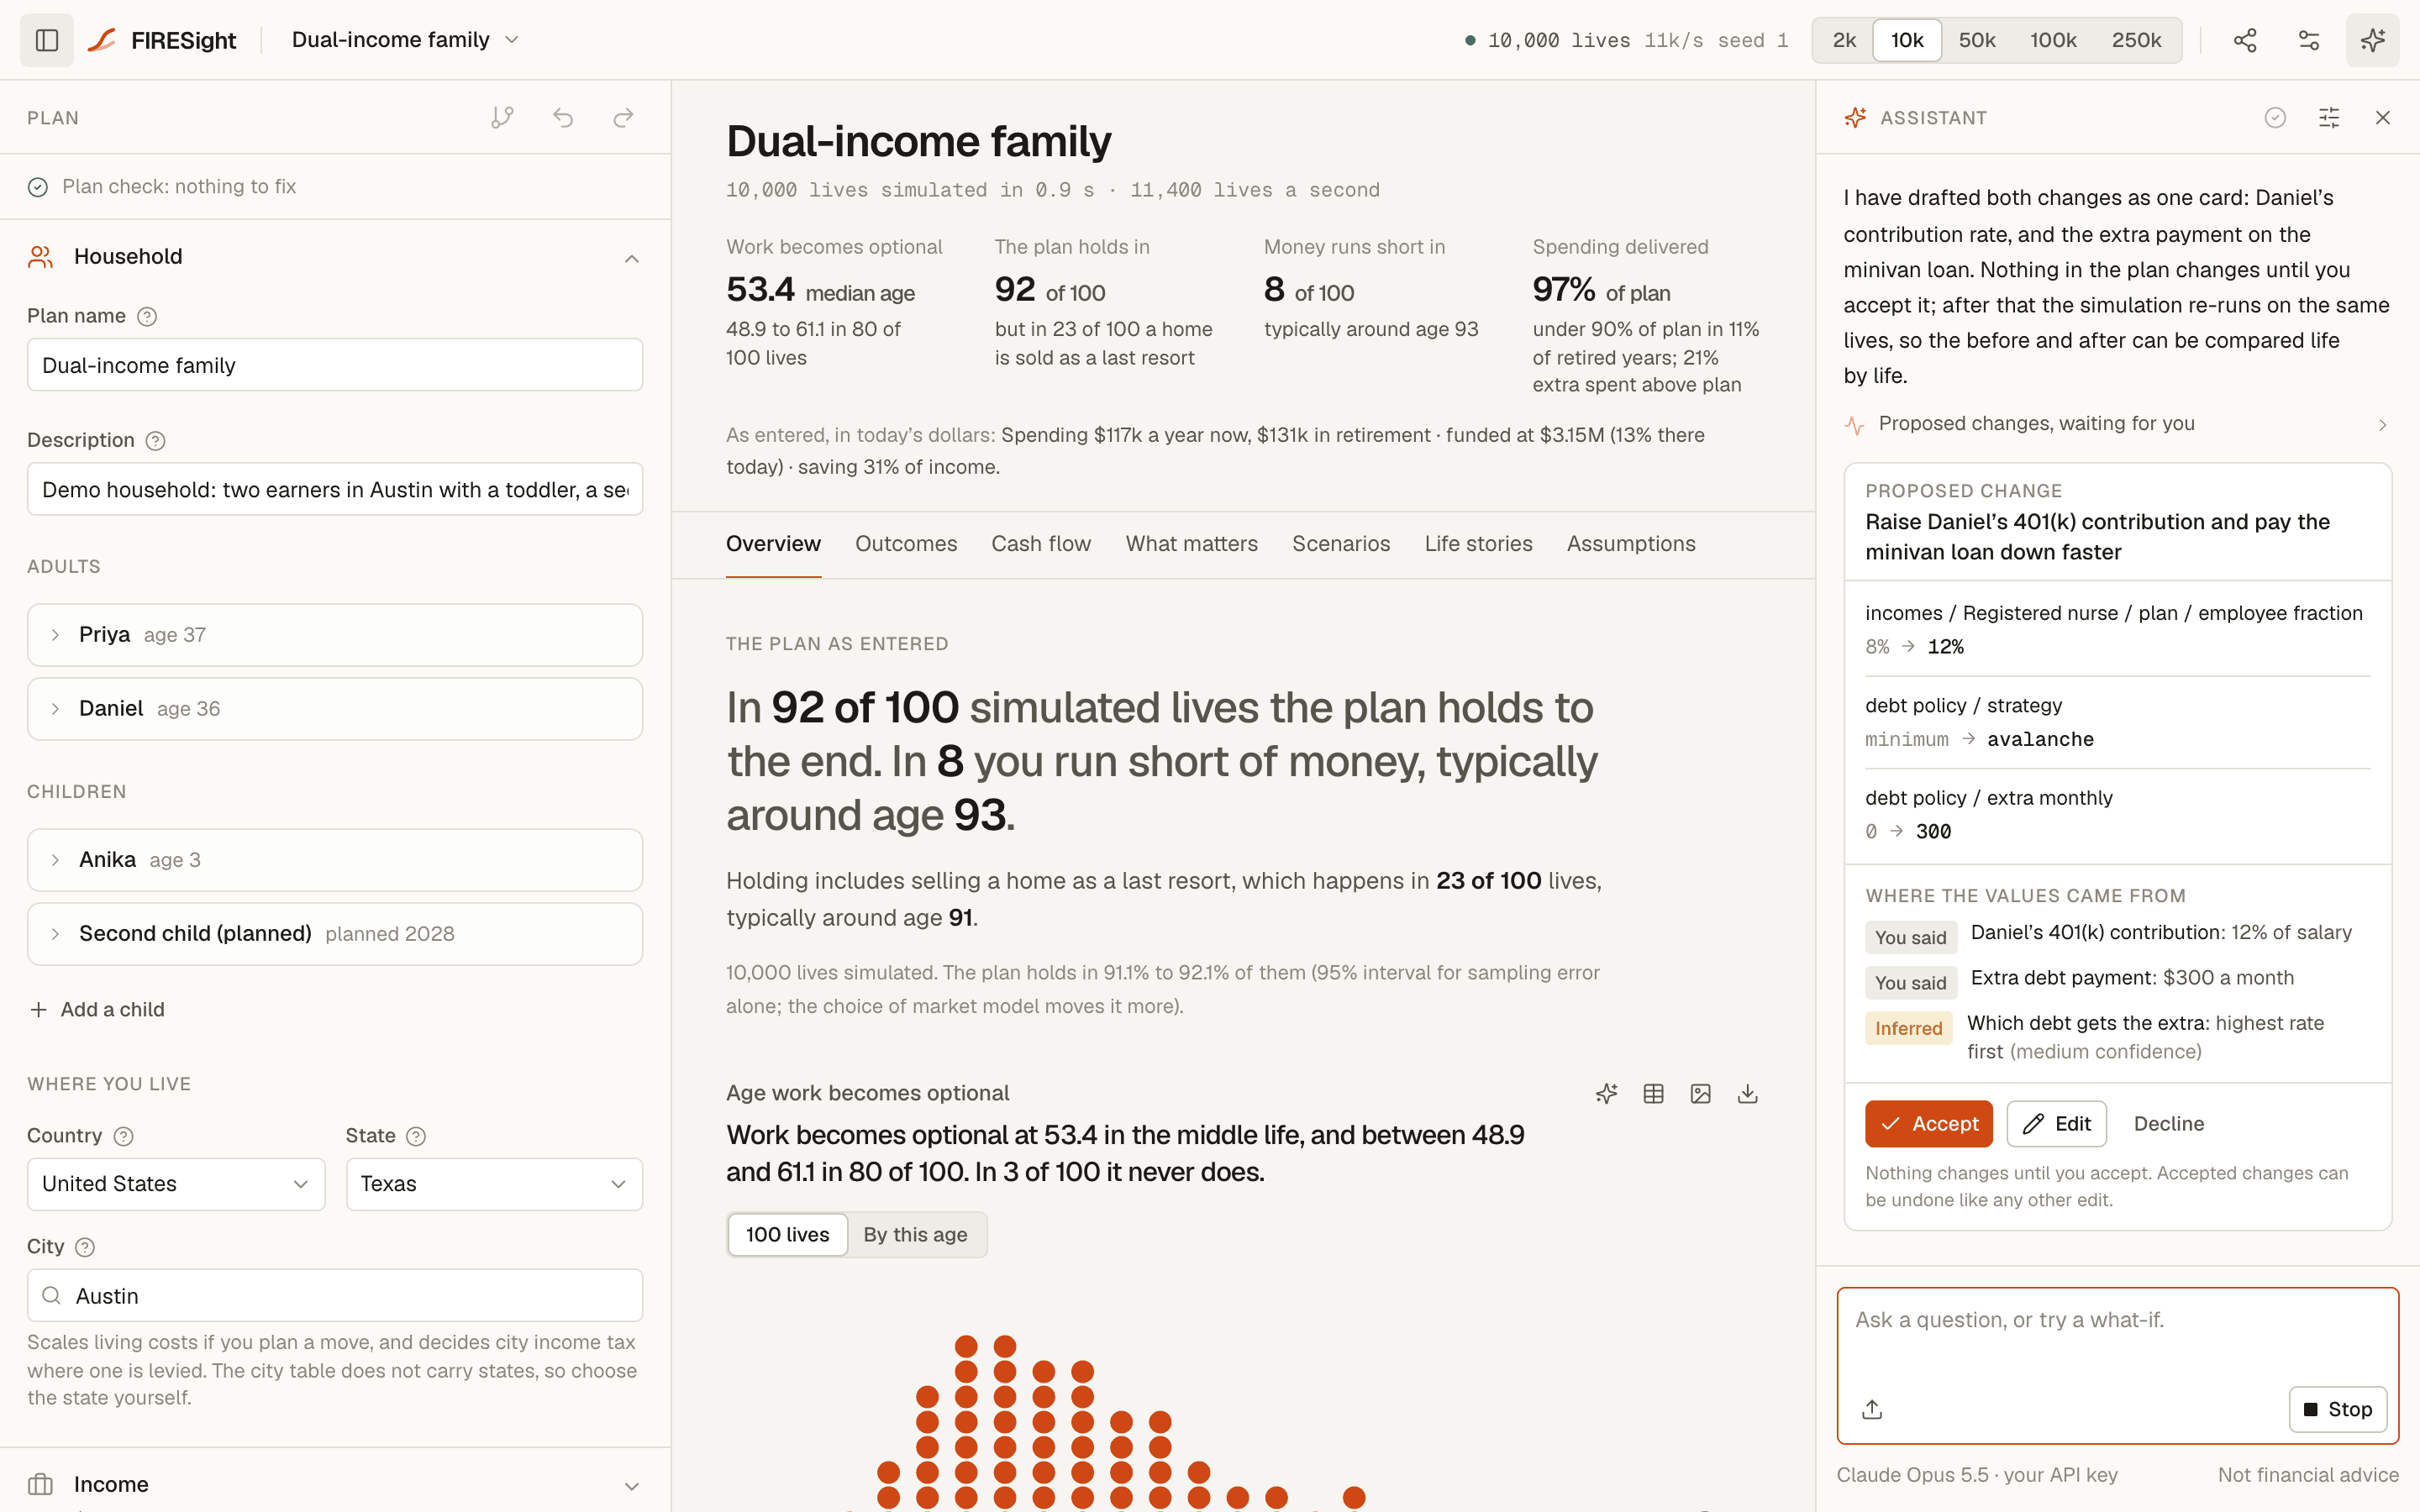 FIRESight
Dual-income family
10,000 lives 11k/s seed 1
2k 10k 50k 100k 250k
PLAN
Plan check: nothing to fix
Household
Plan name
Dual-income family
Description
Demo household: two earners in Austin with a toddler, a se
ADULTS
Priya age 37
Daniel age 36
CHILDREN
Anika age 3
Second child (planned) planned 2028
Add a child
WHERE YOU LIVE
Country
State
United States
Texas
City
Austin
Scales living costs if you plan a move, and decides city income tax
where one is levied. The city table does not carry states, so choose
the state yourself.
Income
Dual-income family
10,000 lives simulated in 0.9 s · 11,400 lives a second
Work becomes optional
53.4 median age
48.9 to 61.1 in 80 of
100 lives
The plan holds in
92 of 100
but in 23 of 100 a home
is sold as a last resort
Money runs short in
8 of 100
typically around age 93
Spending delivered
97% of plan
under 90% of plan in 11%
of retired years; 21%
extra spent above plan
As entered, in today’s dollars: Spending $117k a year now, $131k in retirement · funded at $3.15M (13% there
today) · saving 31% of income.
Overview Outcomes Cash flow What matters Scenarios Life stories Assumptions
THE PLAN AS ENTERED
In 92 of 100 simulated lives the plan holds to
the end. In 8 you run short of money, typically
around age 93.
Holding includes selling a home as a last resort, which happens in 23 of 100 lives,
typically around age 91.
10,000 lives simulated. The plan holds in 91.1% to 92.1% of them (95% interval for sampling error
alone; the choice of market model moves it more).
Age work becomes optional
Work becomes optional at 53.4 in the middle life, and between 48.9
and 61.1 in 80 of 100. In 3 of 100 it never does.
100 lives By this age
ASSISTANT
I have drafted both changes as one card: Daniel’s
contribution rate, and the extra payment on the
minivan loan. Nothing in the plan changes until you
accept it; after that the simulation re-runs on the same
lives, so the before and after can be compared life
by life.
Proposed changes, waiting for you
PROPOSED CHANGE
Raise Daniel’s 401(k) contribution and pay the
minivan loan down faster
incomes / Registered nurse / plan / employee fraction
8% → 12%
debt policy / strategy
minimum → avalanche
debt policy / extra monthly
0 → 300
WHERE THE VALUES CAME FROM
You said Daniel’s 401(k) contribution: 12% of salary
You said Extra debt payment: $300 a month
Inferred Which debt gets the extra: highest rate
first (medium confidence)
Accept Edit Decline
Nothing changes until you accept. Accepted changes can
be undone like any other edit.
Ask a question, or try a what-if.
Stop
Claude Opus 5.5 · your API key
Not financial advice